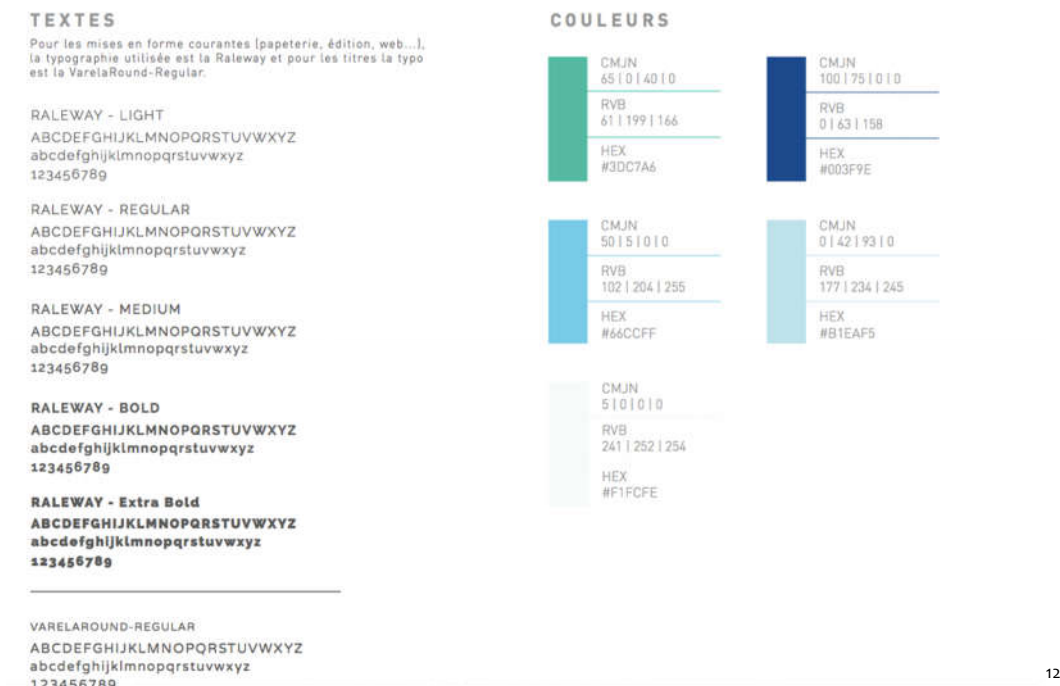 TEXTES
Pour les mises en forme courantes (papeterie, édition, web...),
la typographie utilisée est la Raleway et pour les titres la typo
est la VarelaRound-Regular.
RALEWAY - LIGHT
ABCDEFGHIJKLMNOPQRSTUVWXYZ
abcdefghijklmnopqrstuvwxyz
123456789
RALEWAY - REGULAR
ABCDEFGHIJKLMNOPQRSTUVWXYZ
abcdefghijklmnopqrstuvwxyz
123456789
RALEWAY - MEDIUM
ABCDEFGHIJKLMNOPQRSTUVWXYZ
abcdefghijklmnopqrstuvwxyz
123456789
RALEWAY - BOLD
ABCDEFGHIJKLMNOPQRSTUVWXYZ
abcdefghijklmnopqrstuvwxyz
123456789
RALEWAY - Extra Bold
ABCDEFGHIJKLMNOPQRSTUVWXYZ
abcdefghijklmnopqrstuvwxyz
123456789
VARELAROUND-REGULAR
ABCDEFGHIJKLMNOPQRSTUVWXYZ
abcdefghijklmnopqrstuvwxyz
123456789
COULEURS
CMJN
65 | 0 | 40 | 0
RVB
61 | 199 | 166
HEX
#3DC7A6
CMJN
100 | 75 | 0 | 0
RVB
0 | 63 | 158
HEX
#003F9E
CMJN
50 | 5 | 0 | 0
RVB
102 | 204 | 255
HEX
#66CCFF
CMJN
0 | 42 | 93 | 0
RVB
177 | 234 | 245
HEX
#B1EAF5
CMJN
5 | 0 | 0 | 0
RVB
241 | 252 | 254
HEX
#F1FCFE
12